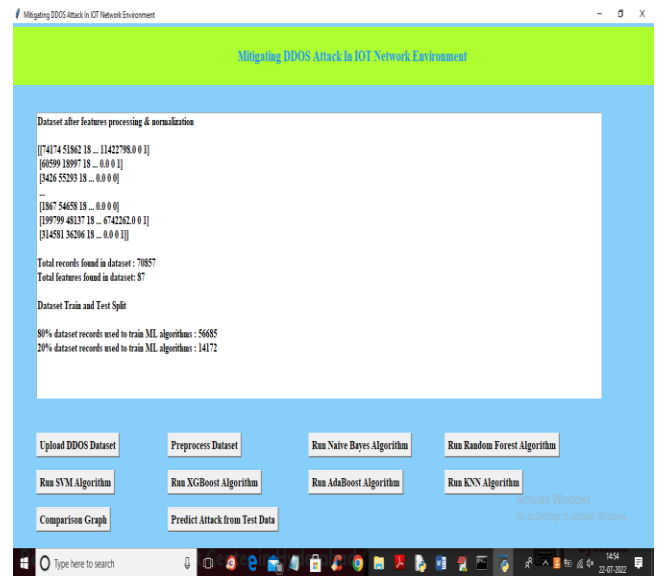 Mitigating DDOS Attack In IOT Network Environment
Mitigating DDOS Attack In IOT Network Environment
Dataset after features processing & normalization
[[74174 51862 18 ... 11422798.0 0 1]
[60599 18997 18 ... 0.0 0 1]
[3426 55293 18 ... 0.0 0 0]
...
[1867 54658 18 ... 0.0 0 0]
[199799 48137 18 ... 6742262.0 0 1]
[314581 36206 18 ... 0.0 0 1]]
Total records found in dataset : 70857
Total features found in dataset: 87
Dataset Train and Test Split
80% dataset records used to train ML algorithms : 56685
20% dataset records used to train ML algorithms : 14172
Upload DDOS Dataset Preprocess Dataset Run Naive Bayes Algorithm Run Random Forest Algorithm
Run SVM Algorithm Run XGBoost Algorithm Run AdaBoost Algorithm Run KNN Algorithm
Activate Windows
Go to Settings to activate Windows.
Comparison Graph Predict Attack from Test Data
Type here to search
14:54
22-07-2022